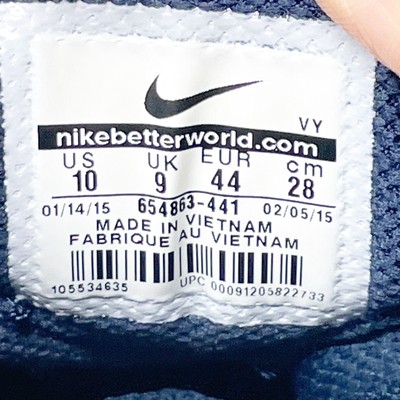 VY
nikebetterworld.com
US UK EUR cm
10 9 44 28
01/14/15 654863-441 02/05/15
MADE IN VIETNAM
FABRIQUE AU VIETNAM
105534635 UPC 00091205822733